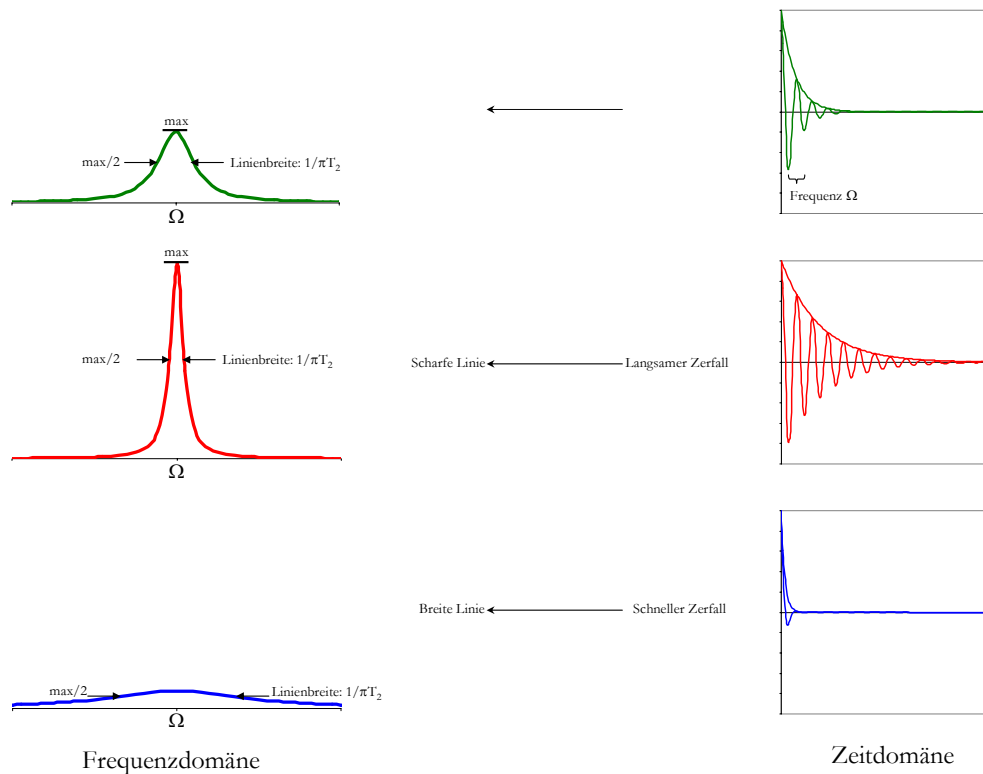 max
max/2
Linienbreite: 1/πT₂
Ω
Frequenz Ω
max
max/2
Linienbreite: 1/πT₂
Scharfe Linie
Langsamer Zerfall
Ω
Breite Linie
Schneller Zerfall
max/2
Linienbreite: 1/πT₂
Ω
Frequenzdomäne
Zeitdomäne